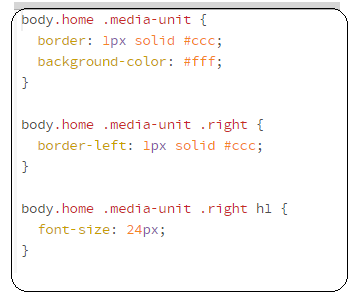 body.home .media-unit {
  border: 1px solid #ccc;
  background-color: #fff;
}

body.home .media-unit .right {
  border-left: 1px solid #ccc;
}

body.home .media-unit .right h1 {
  font-size: 24px;
}